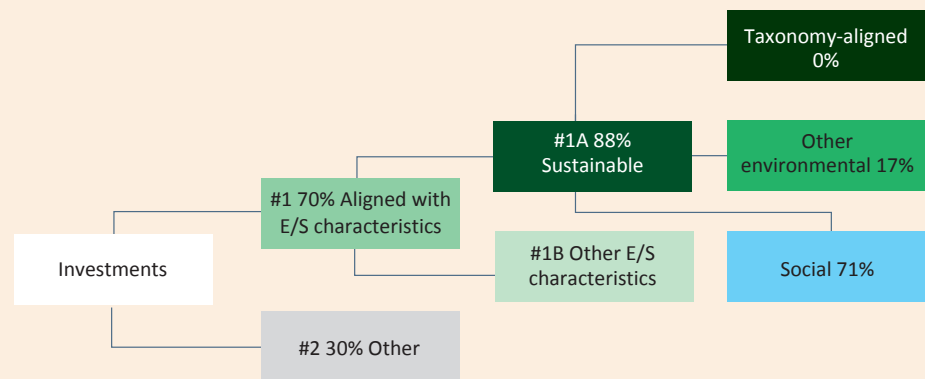 Taxonomy-aligned
0%
#1A 88%
Sustainable
Other
environmental 17%
#1 70% Aligned with
E/S characteristics
Investments
#1B Other E/S
characteristics
Social 71%
#2 30% Other